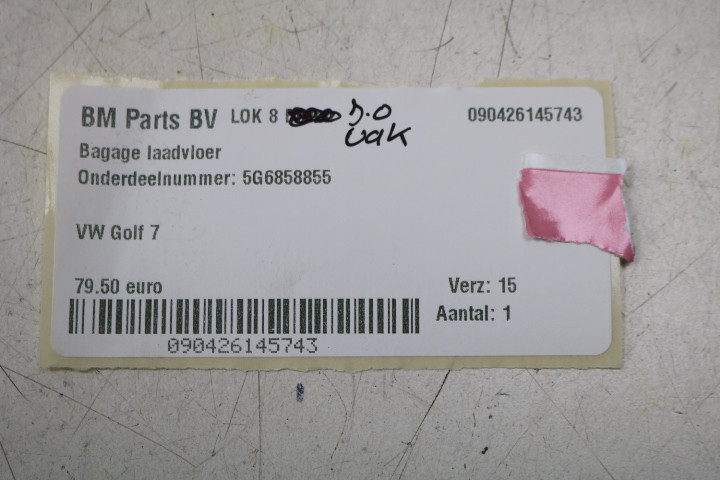 BM Parts BV LOK 8 090426145743
vak
Bagage laadvloer
Onderdeelnummer: 5G6858855
VW Golf 7
79.50 euro Verz: 15
Aantal: 1
090426145743